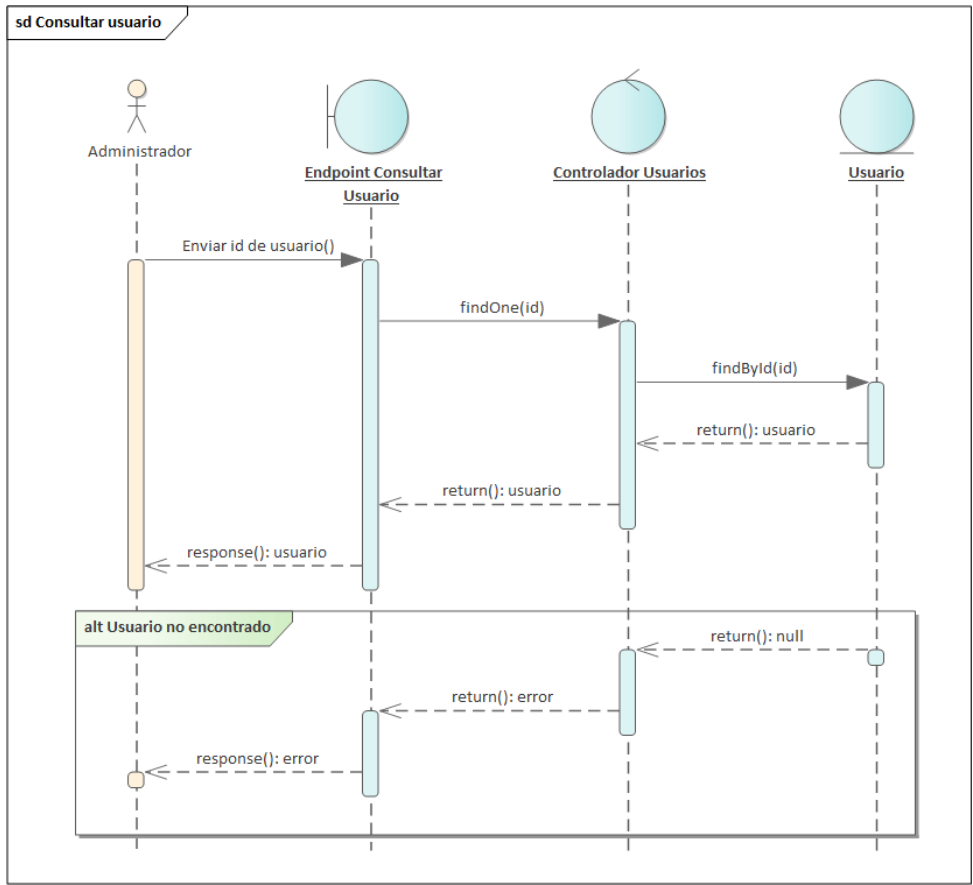 sd Consultar usuario
Administrador
Endpoint Consultar
Usuario
Controlador Usuarios
Usuario
Enviar id de usuario()
findOne(id)
findById(id)
return(): usuario
return(): usuario
response(): usuario
alt Usuario no encontrado
return(): null
return(): error
response(): error